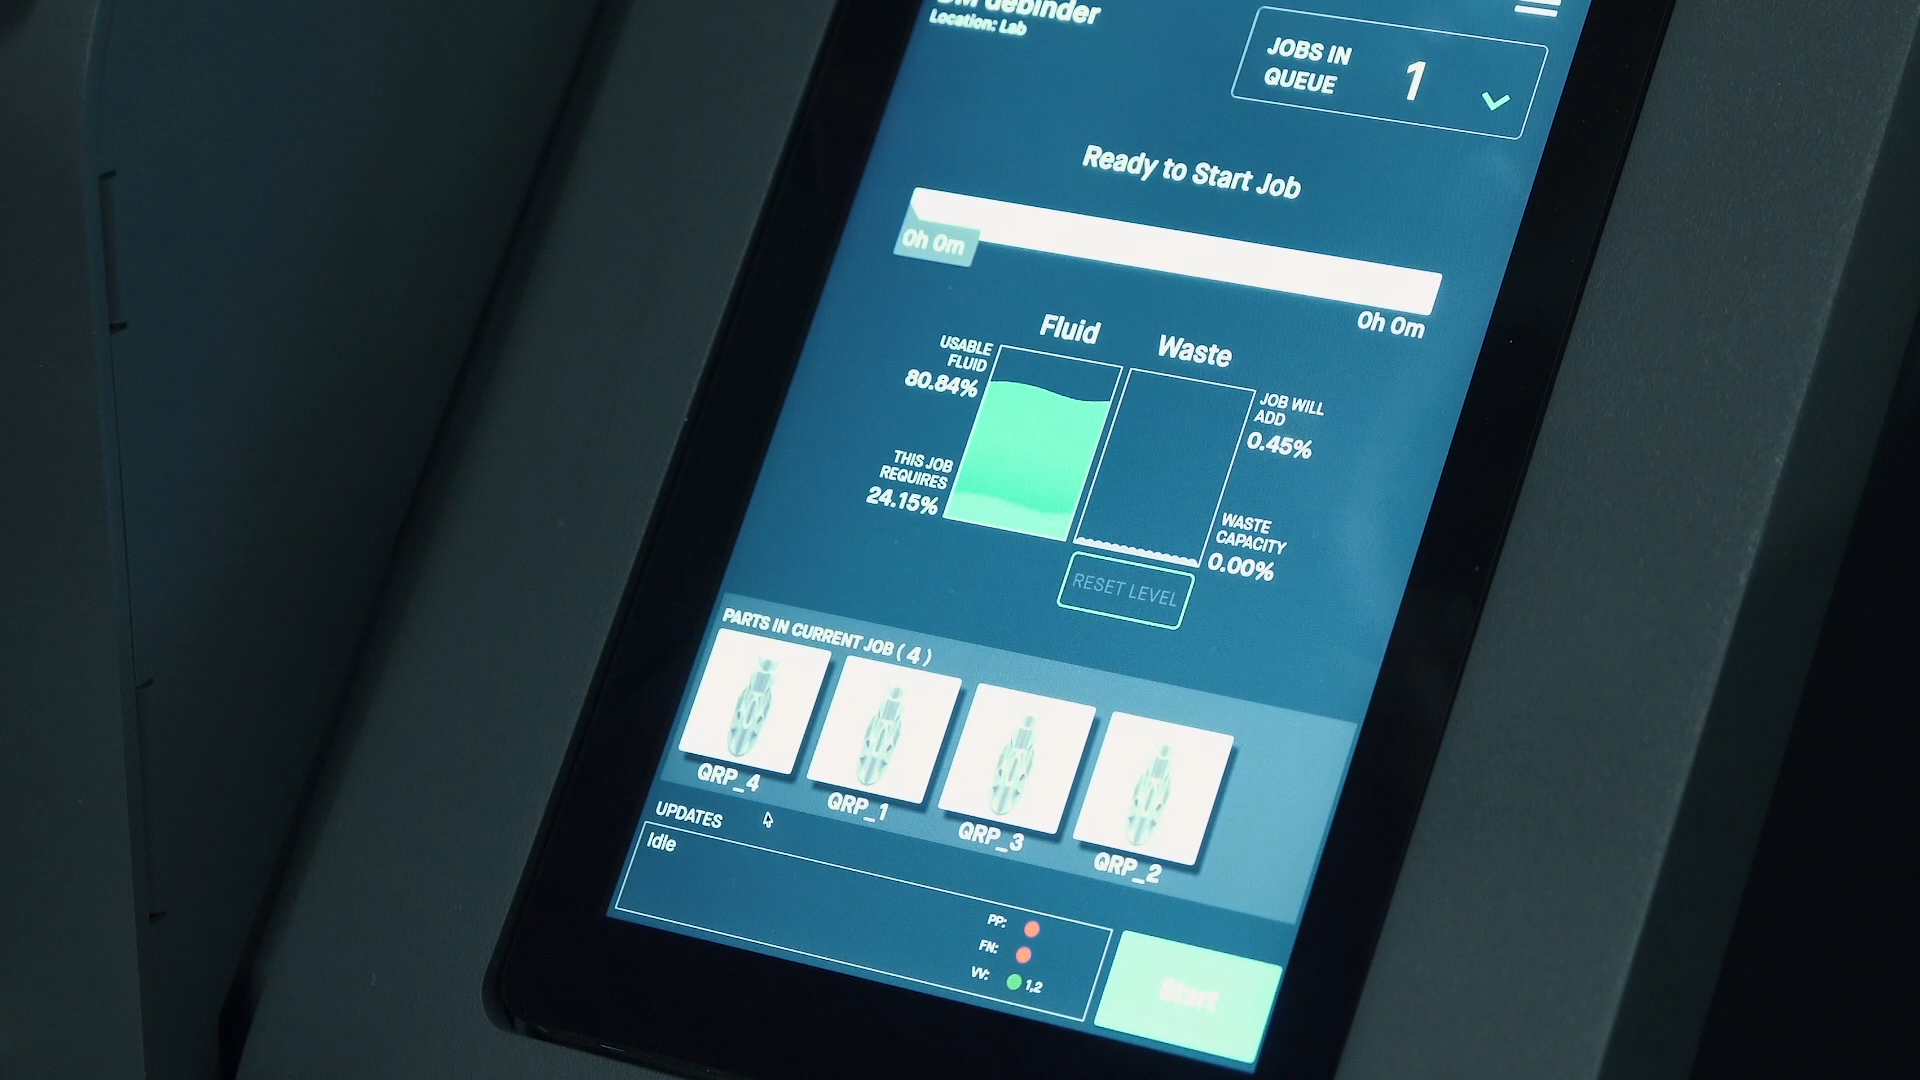 debinder
Location: Lab
JOBS IN
QUEUE
1
Ready to Start Job
0h 0m
0h 0m
Fluid
Waste
USABLE
FLUID
80.84%
THIS JOB
REQUIRES
24.15%
JOB WILL
ADD
0.45%
WASTE
CAPACITY
0.00%
RESET LEVEL
PARTS IN CURRENT JOB ( 4 )
QRP_4
QRP_1
QRP_3
QRP_2
UPDATES
Idle
PP:
FN:
VV: 1,2
Start